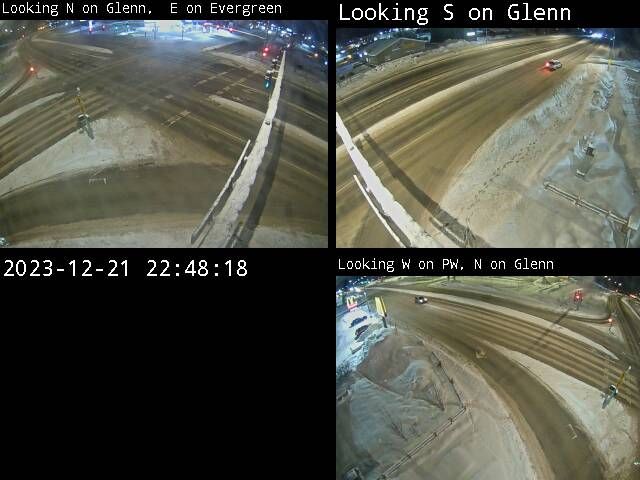 Looking N on Glenn,  E on Evergreen
Looking S on Glenn
2023-12-21 22:48:18
Looking W on PW, N on Glenn